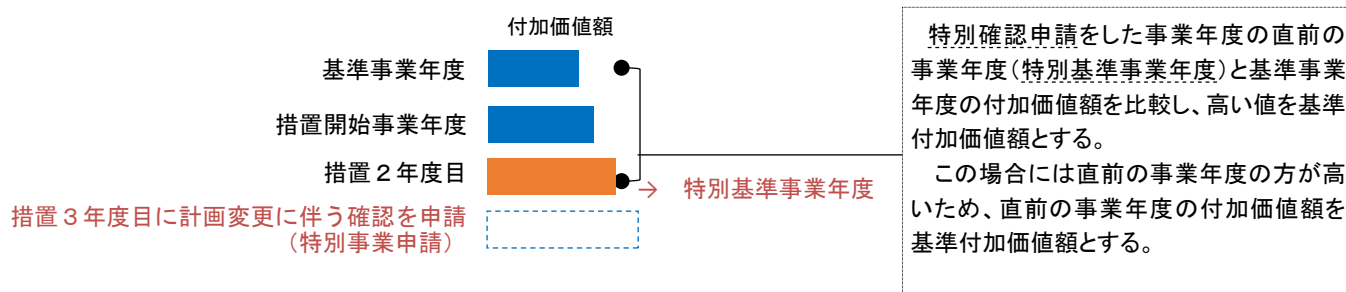 付加価値額
基準事業年度
措置開始事業年度
措置２年度目
→ 特別基準事業年度
措置３年度目に計画変更に伴う確認を申請
（特別事業申請）
特別確認申請をした事業年度の直前の
事業年度（特別基準事業年度）と基準事業
年度の付加価値額を比較し、高い値を基準
付加価値額とする。
この場合には直前の事業年度の方が高
いため、直前の事業年度の付加価値額を
基準付加価値額とする。